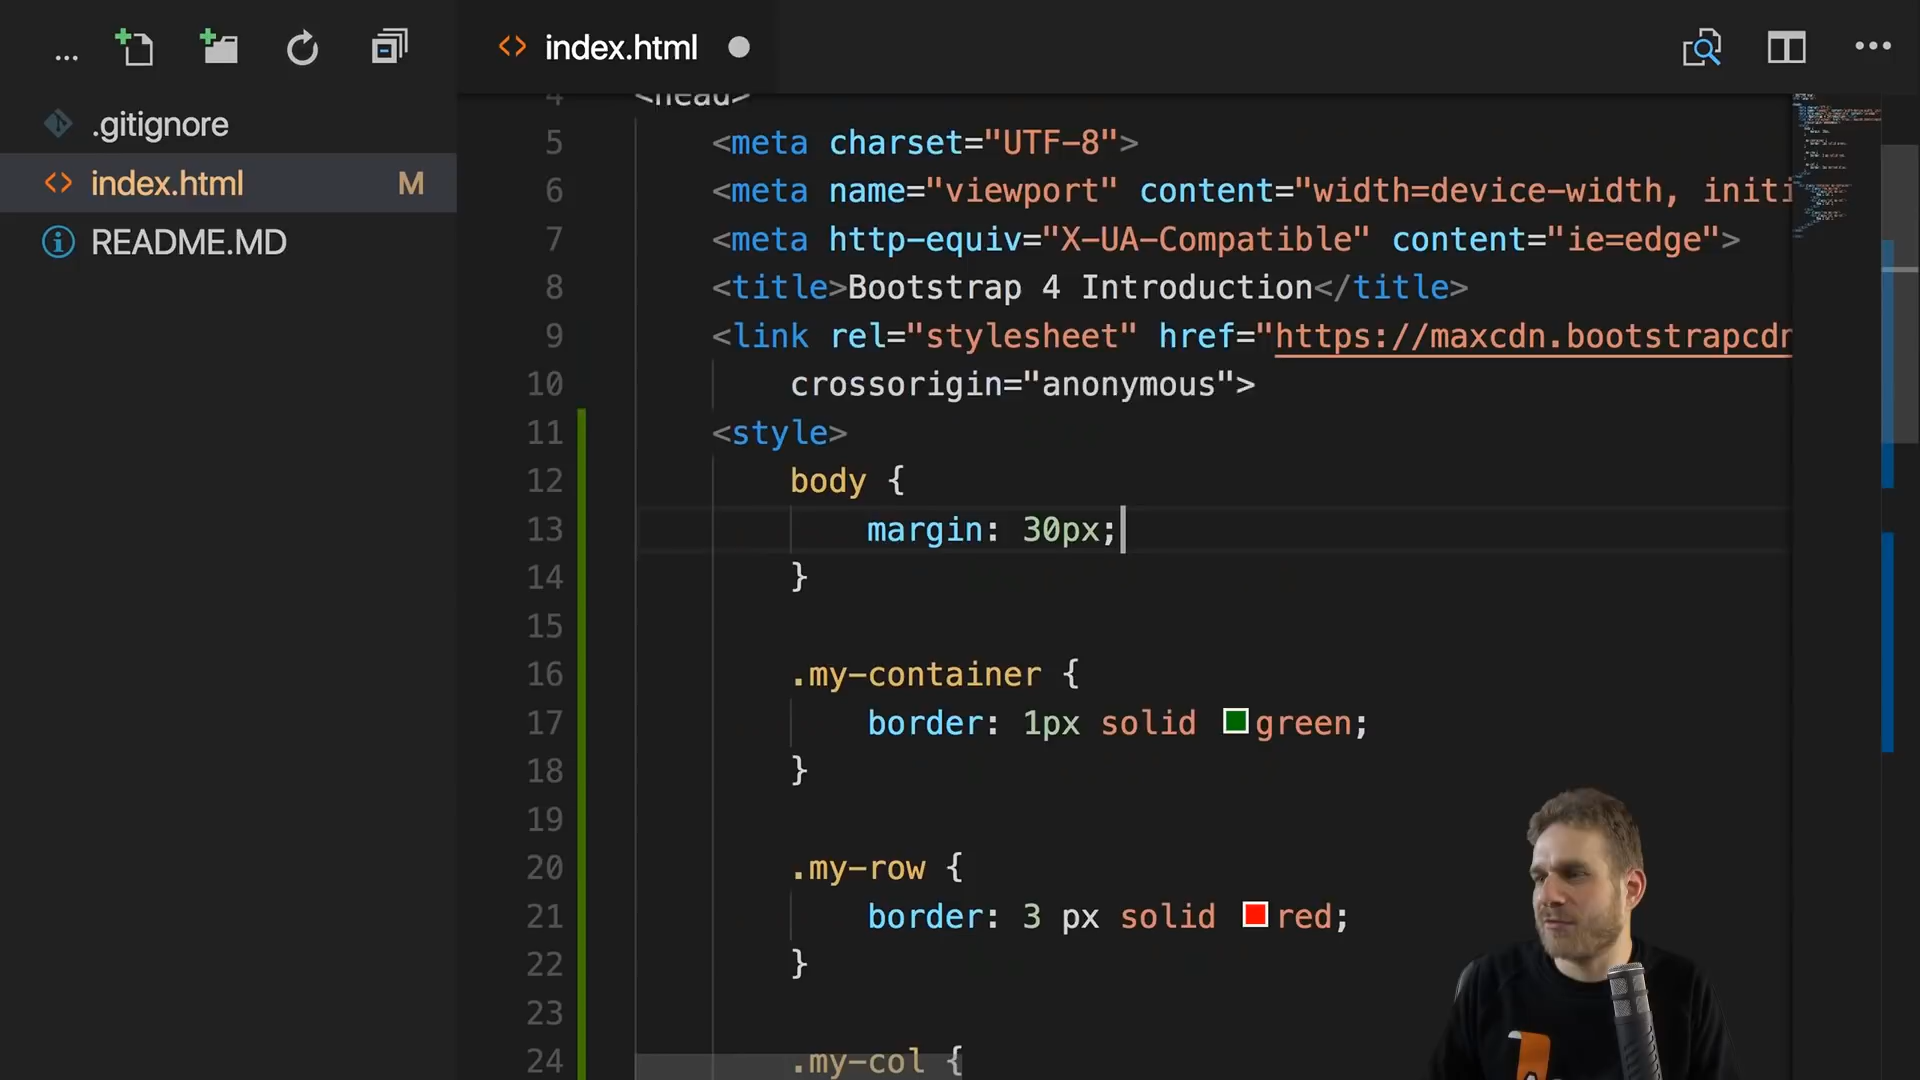 ... index.html
.gitignore
index.html M
README.MD
4 <head>
5 <meta charset="UTF-8">
6 <meta name="viewport" content="width=device-width, initi
7 <meta http-equiv="X-UA-Compatible" content="ie=edge">
8 <title>Bootstrap 4 Introduction</title>
9 <link rel="stylesheet" href="https://maxcdn.bootstrapcdn
10 crossorigin="anonymous">
11 <style>
12 body {
13 margin: 30px;
14 }
15
16 .my-container {
17 border: 1px solid green;
18 }
19
20 .my-row {
21 border: 3 px solid red;
22 }
23
24 .my-col {